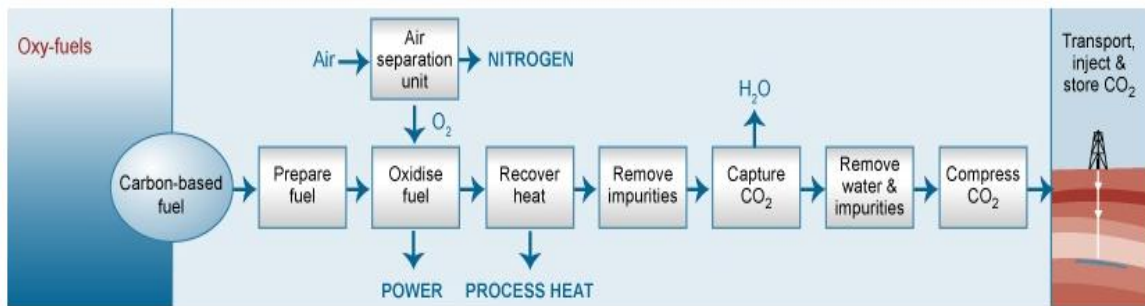 Oxy-fuels
Air
Air
separation
unit
NITROGEN
O₂
H₂O
Transport,
inject &
store CO₂
Carbon-based
fuel
Prepare
fuel
Oxidise
fuel
Recover
heat
Remove
impurities
Capture
CO₂
Remove
water &
impurities
Compress
CO₂
POWER
PROCESS HEAT